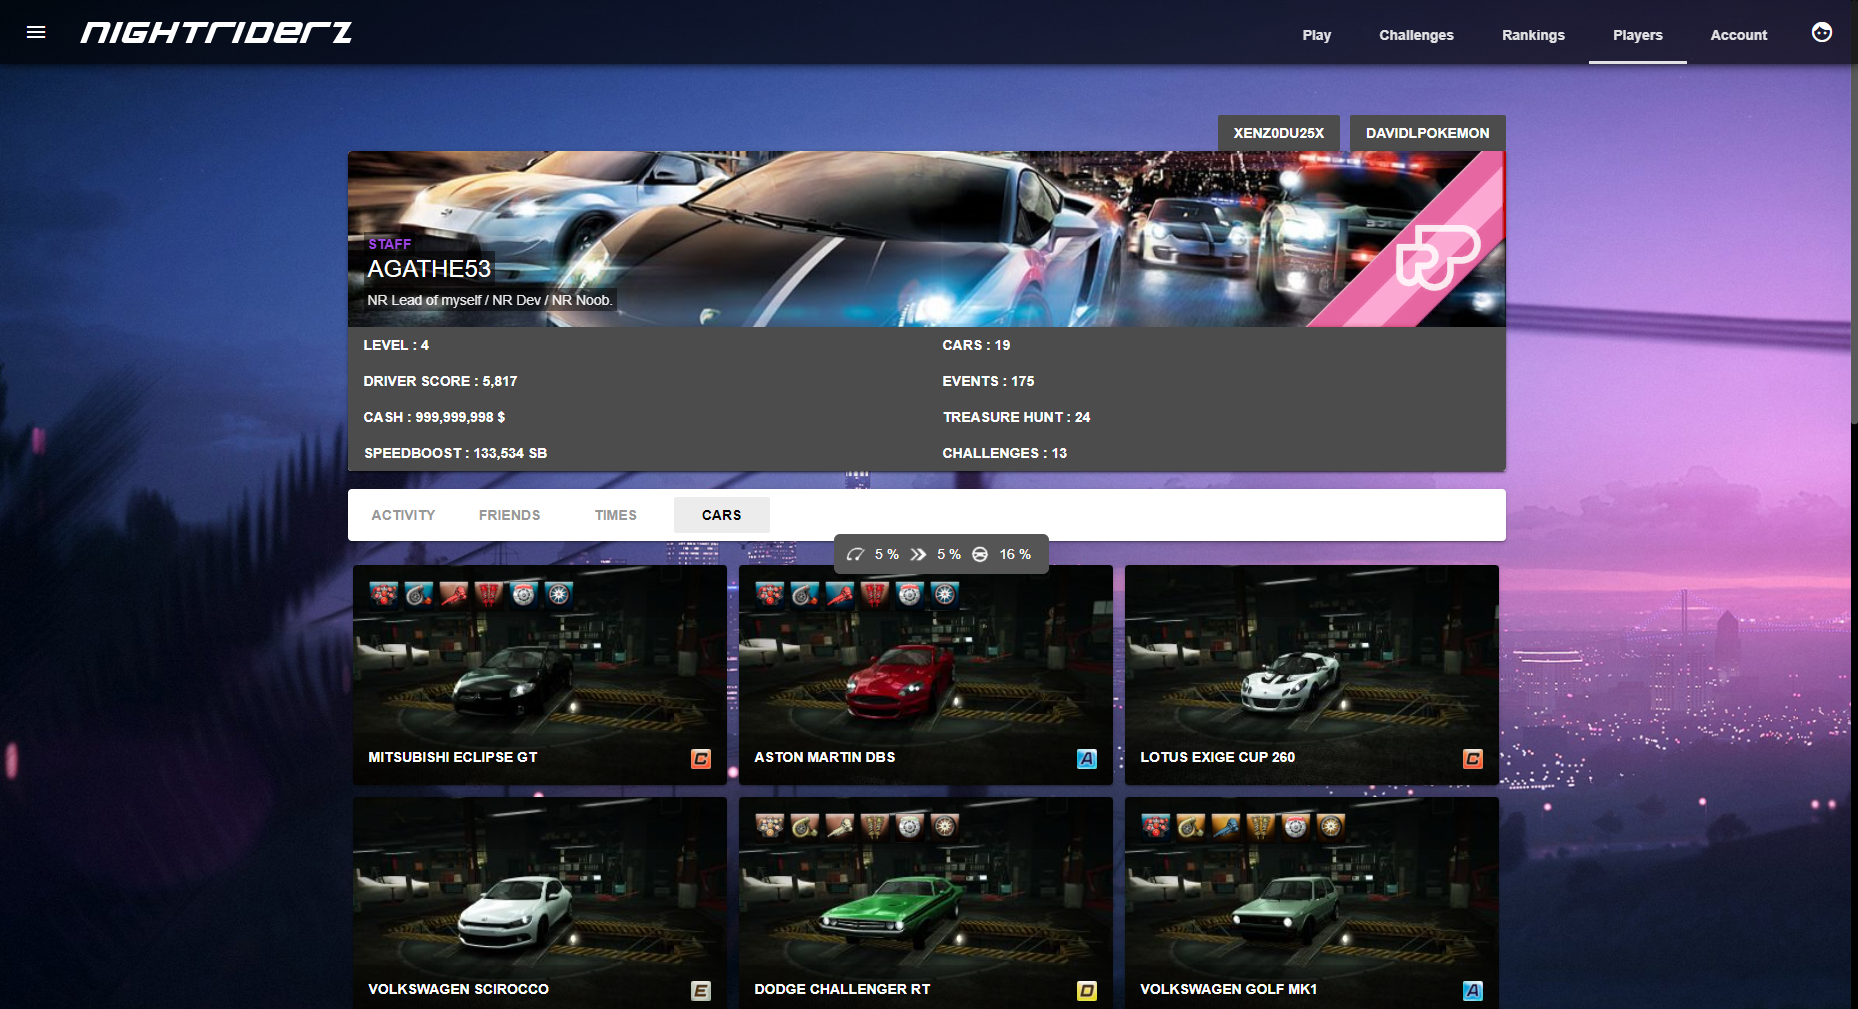 NIGHTRIDERZ
Play
Challenges
Rankings
Players
Account
XENZ0DU25X
DAVIDLPOKEMON
STAFF
AGATHE53
NR Lead of myself / NR Dev / NR Noob.
LEVEL : 4
CARS : 19
DRIVER SCORE : 5,817
EVENTS : 175
CASH : 999,999,998 $
TREASURE HUNT : 24
SPEEDBOOST : 133,534 SB
CHALLENGES : 13
ACTIVITY
FRIENDS
TIMES
CARS
5 %
5 %
16 %
MITSUBISHI ECLIPSE GT
C
ASTON MARTIN DBS
A
LOTUS EXIGE CUP 260
C
VOLKSWAGEN SCIROCCO
E
DODGE CHALLENGER RT
D
VOLKSWAGEN GOLF MK1
A